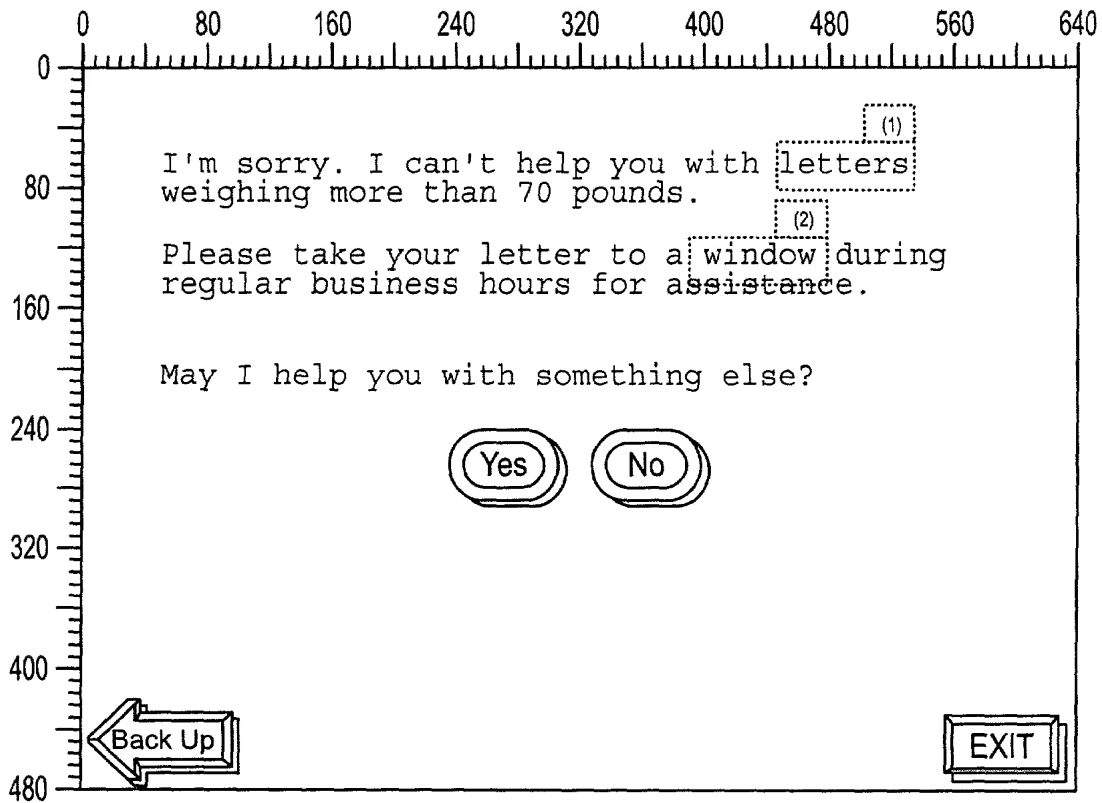 0 80 160 240 320 400 480 560 640
0
(1)
I'm sorry. I can't help you with letters
80
weighing more than 70 pounds.
(2)
Please take your letter to a window during
regular business hours for assistance.
160
May I help you with something else?
240
Yes No
320
400
Back Up EXIT
480